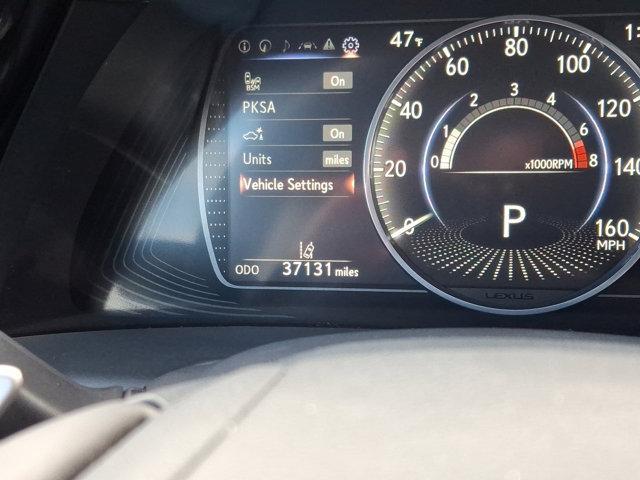 47°F
1:
BSM On
PKSA
On
Units miles
Vehicle Settings
ODO 37131 miles
0 20 40 60 80 100 120 140 160
MPH
0 1 2 3 4 6 8
x1000RPM
P
LEXUS